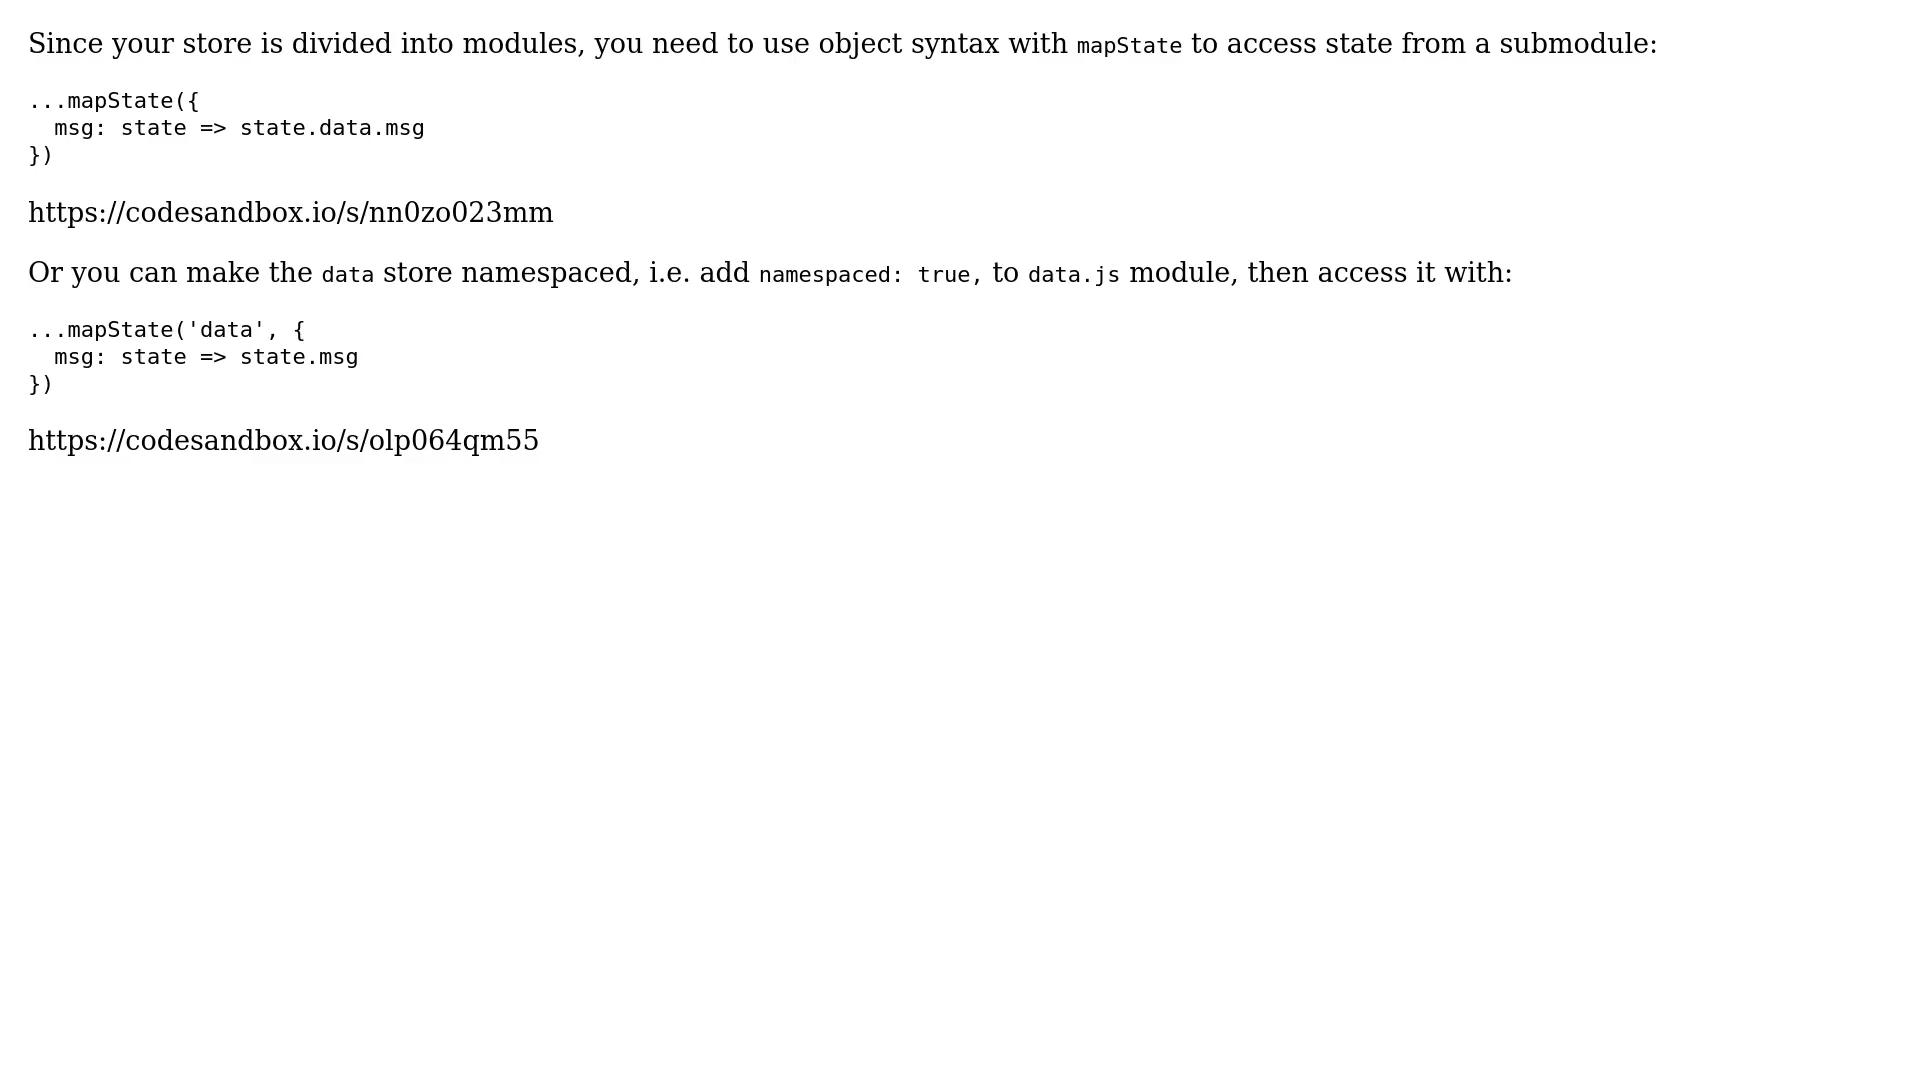 Since your store is divided into modules, you need to use object syntax with mapState to access state from a submodule:
...mapState({
  msg: state => state.data.msg
})
https://codesandbox.io/s/nn0zo023mm
Or you can make the data store namespaced, i.e. add namespaced: true, to data.js module, then access it with:
...mapState('data', {
  msg: state => state.msg
})
https://codesandbox.io/s/olp064qm55